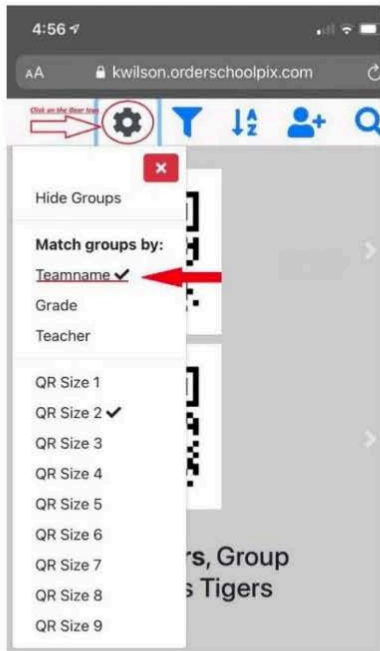 4:56
AA kwilson.orderschoolpix.com
Click on the Gear Icon
Hide Groups
Match groups by:
Teamname ✔
Grade
Teacher
QR Size 1
QR Size 2 ✔
QR Size 3
QR Size 4
QR Size 5
QR Size 6
QR Size 7
QR Size 8
QR Size 9
rs, Group
s Tigers